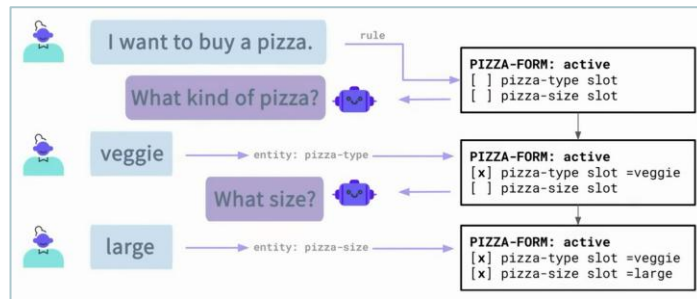 I want to buy a pizza.
rule
PIZZA-FORM: active
[ ] pizza-type slot
[ ] pizza-size slot
What kind of pizza?
veggie
entity: pizza-type
PIZZA-FORM: active
[x] pizza-type slot =veggie
[ ] pizza-size slot
What size?
large
entity: pizza-size
PIZZA-FORM: active
[x] pizza-type slot =veggie
[x] pizza-size slot =large